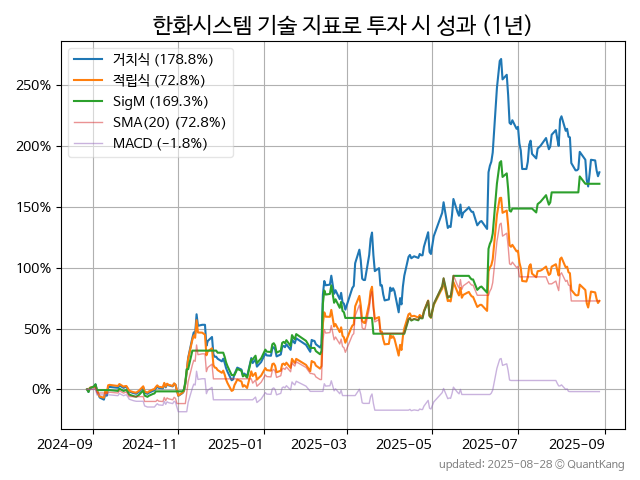 한화시스템 기술 지표로 투자 시 성과 (1년)
거치식 (178.8%)
적립식 (72.8%)
SigM (169.3%)
SMA(20) (72.8%)
MACD (−1.8%)
250%
200%
150%
100%
50%
0%
2024-09 2024-11 2025-01 2025-03 2025-05 2025-07 2025-09
updated: 2025-08-28 © QuantKang